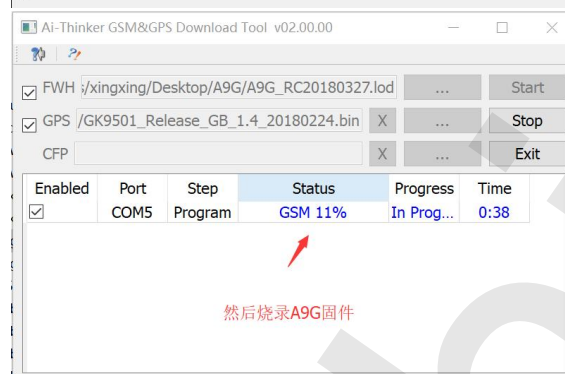 Ai-Thinker GSM&GPS Download Tool v02.00.00
FWH :/xingxing/Desktop/A9G/A9G_RC20180327.lod ... Start
GPS /GK9501_Release_GB_1.4_20180224.bin X ... Stop
CFP X ... Exit
Enabled Port Step Status Progress Time
COM5 Program GSM 11% In Prog... 0:38
然后烧录A9G固件